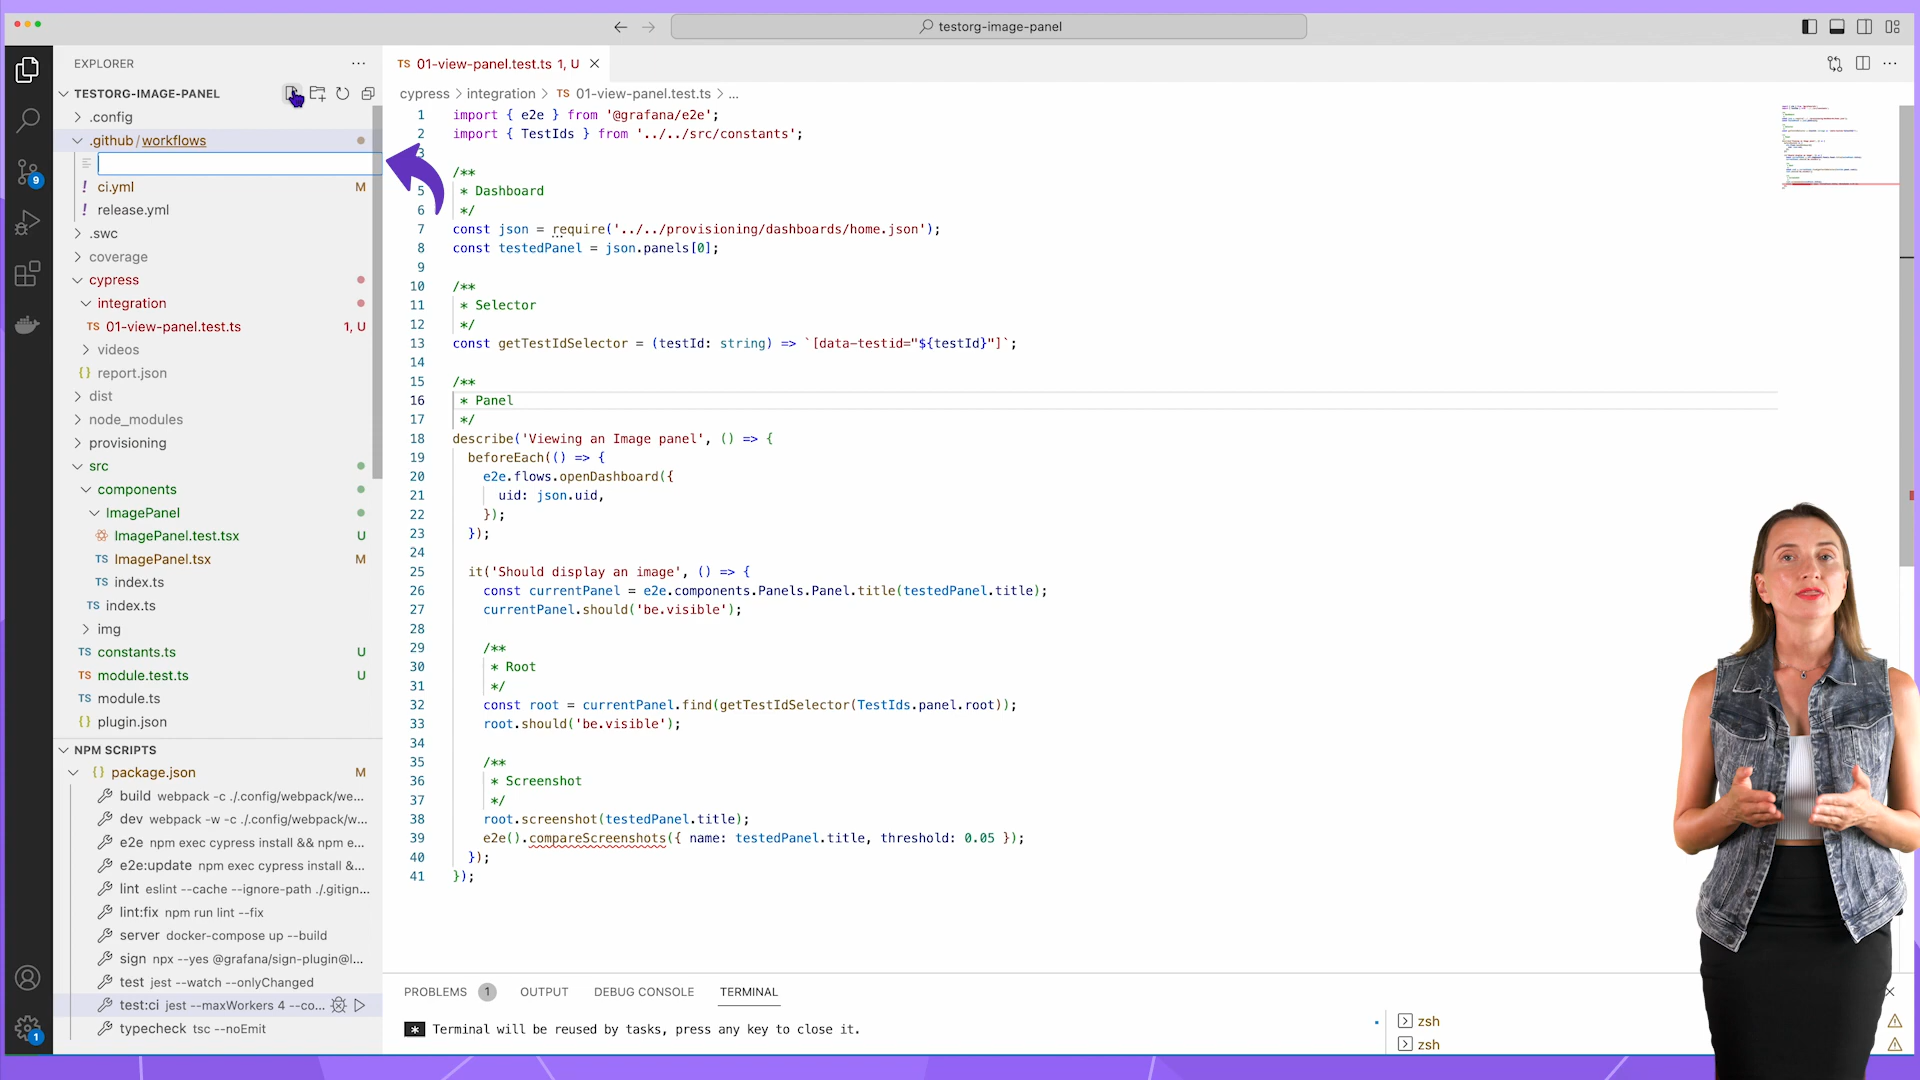 testorg-image-panel
EXPLORER
TESTORG-IMAGE-PANEL
.config
.github/workflows
ci.yml M
release.yml
.swc
coverage
cypress
integration
TS 01-view-panel.test.ts 1, U
videos
{} report.json
dist
node_modules
provisioning
src
components
ImagePanel
ImagePanel.test.tsx U
TS ImagePanel.tsx M
TS index.ts
TS index.ts
img
TS constants.ts U
TS module.test.ts U
TS module.ts
{} plugin.json
NPM SCRIPTS
{} package.json M
build webpack -c ./.config/webpack/we...
dev webpack -w -c ./.config/webpack/w...
e2e npm exec cypress install && npm e...
e2e:update npm exec cypress install &...
lint eslint --cache --ignore-path ./.gitign...
lint:fix npm run lint --fix
server docker-compose up --build
sign npx --yes @grafana/sign-plugin@l...
test jest --watch --onlyChanged
test:ci jest --maxWorkers 4 --co...
typecheck tsc --noEmit
9
1
TS 01-view-panel.test.ts 1, U
cypress > integration > TS 01-view-panel.test.ts > ...
1 import { e2e } from '@grafana/e2e';
2 import { TestIds } from '../../src/constants';
3
/**
5 * Dashboard
6 */
7 const json = require('../../provisioning/dashboards/home.json');
8 const testedPanel = json.panels[0];
9
10 /**
11 * Selector
12 */
13 const getTestIdSelector = (testId: string) => `[data-testid="${testId}"]`;
14
15 /**
16 * Panel
17 */
18 describe('Viewing an Image panel', () => {
19 beforeEach(() => {
20 e2e.flows.openDashboard({
21 uid: json.uid,
22 });
23 });
24
25 it('Should display an image', () => {
26 const currentPanel = e2e.components.Panels.Panel.title(testedPanel.title);
27 currentPanel.should('be.visible');
28
29 /**
30 * Root
31 */
32 const root = currentPanel.find(getTestIdSelector(TestIds.panel.root));
33 root.should('be.visible');
34
35 /**
36 * Screenshot
37 */
38 root.screenshot(testedPanel.title);
39 e2e().compareScreenshots({ name: testedPanel.title, threshold: 0.05 });
40 });
41 });
PROBLEMS 1 OUTPUT DEBUG CONSOLE TERMINAL
* Terminal will be reused by tasks, press any key to close it.
zsh
zsh